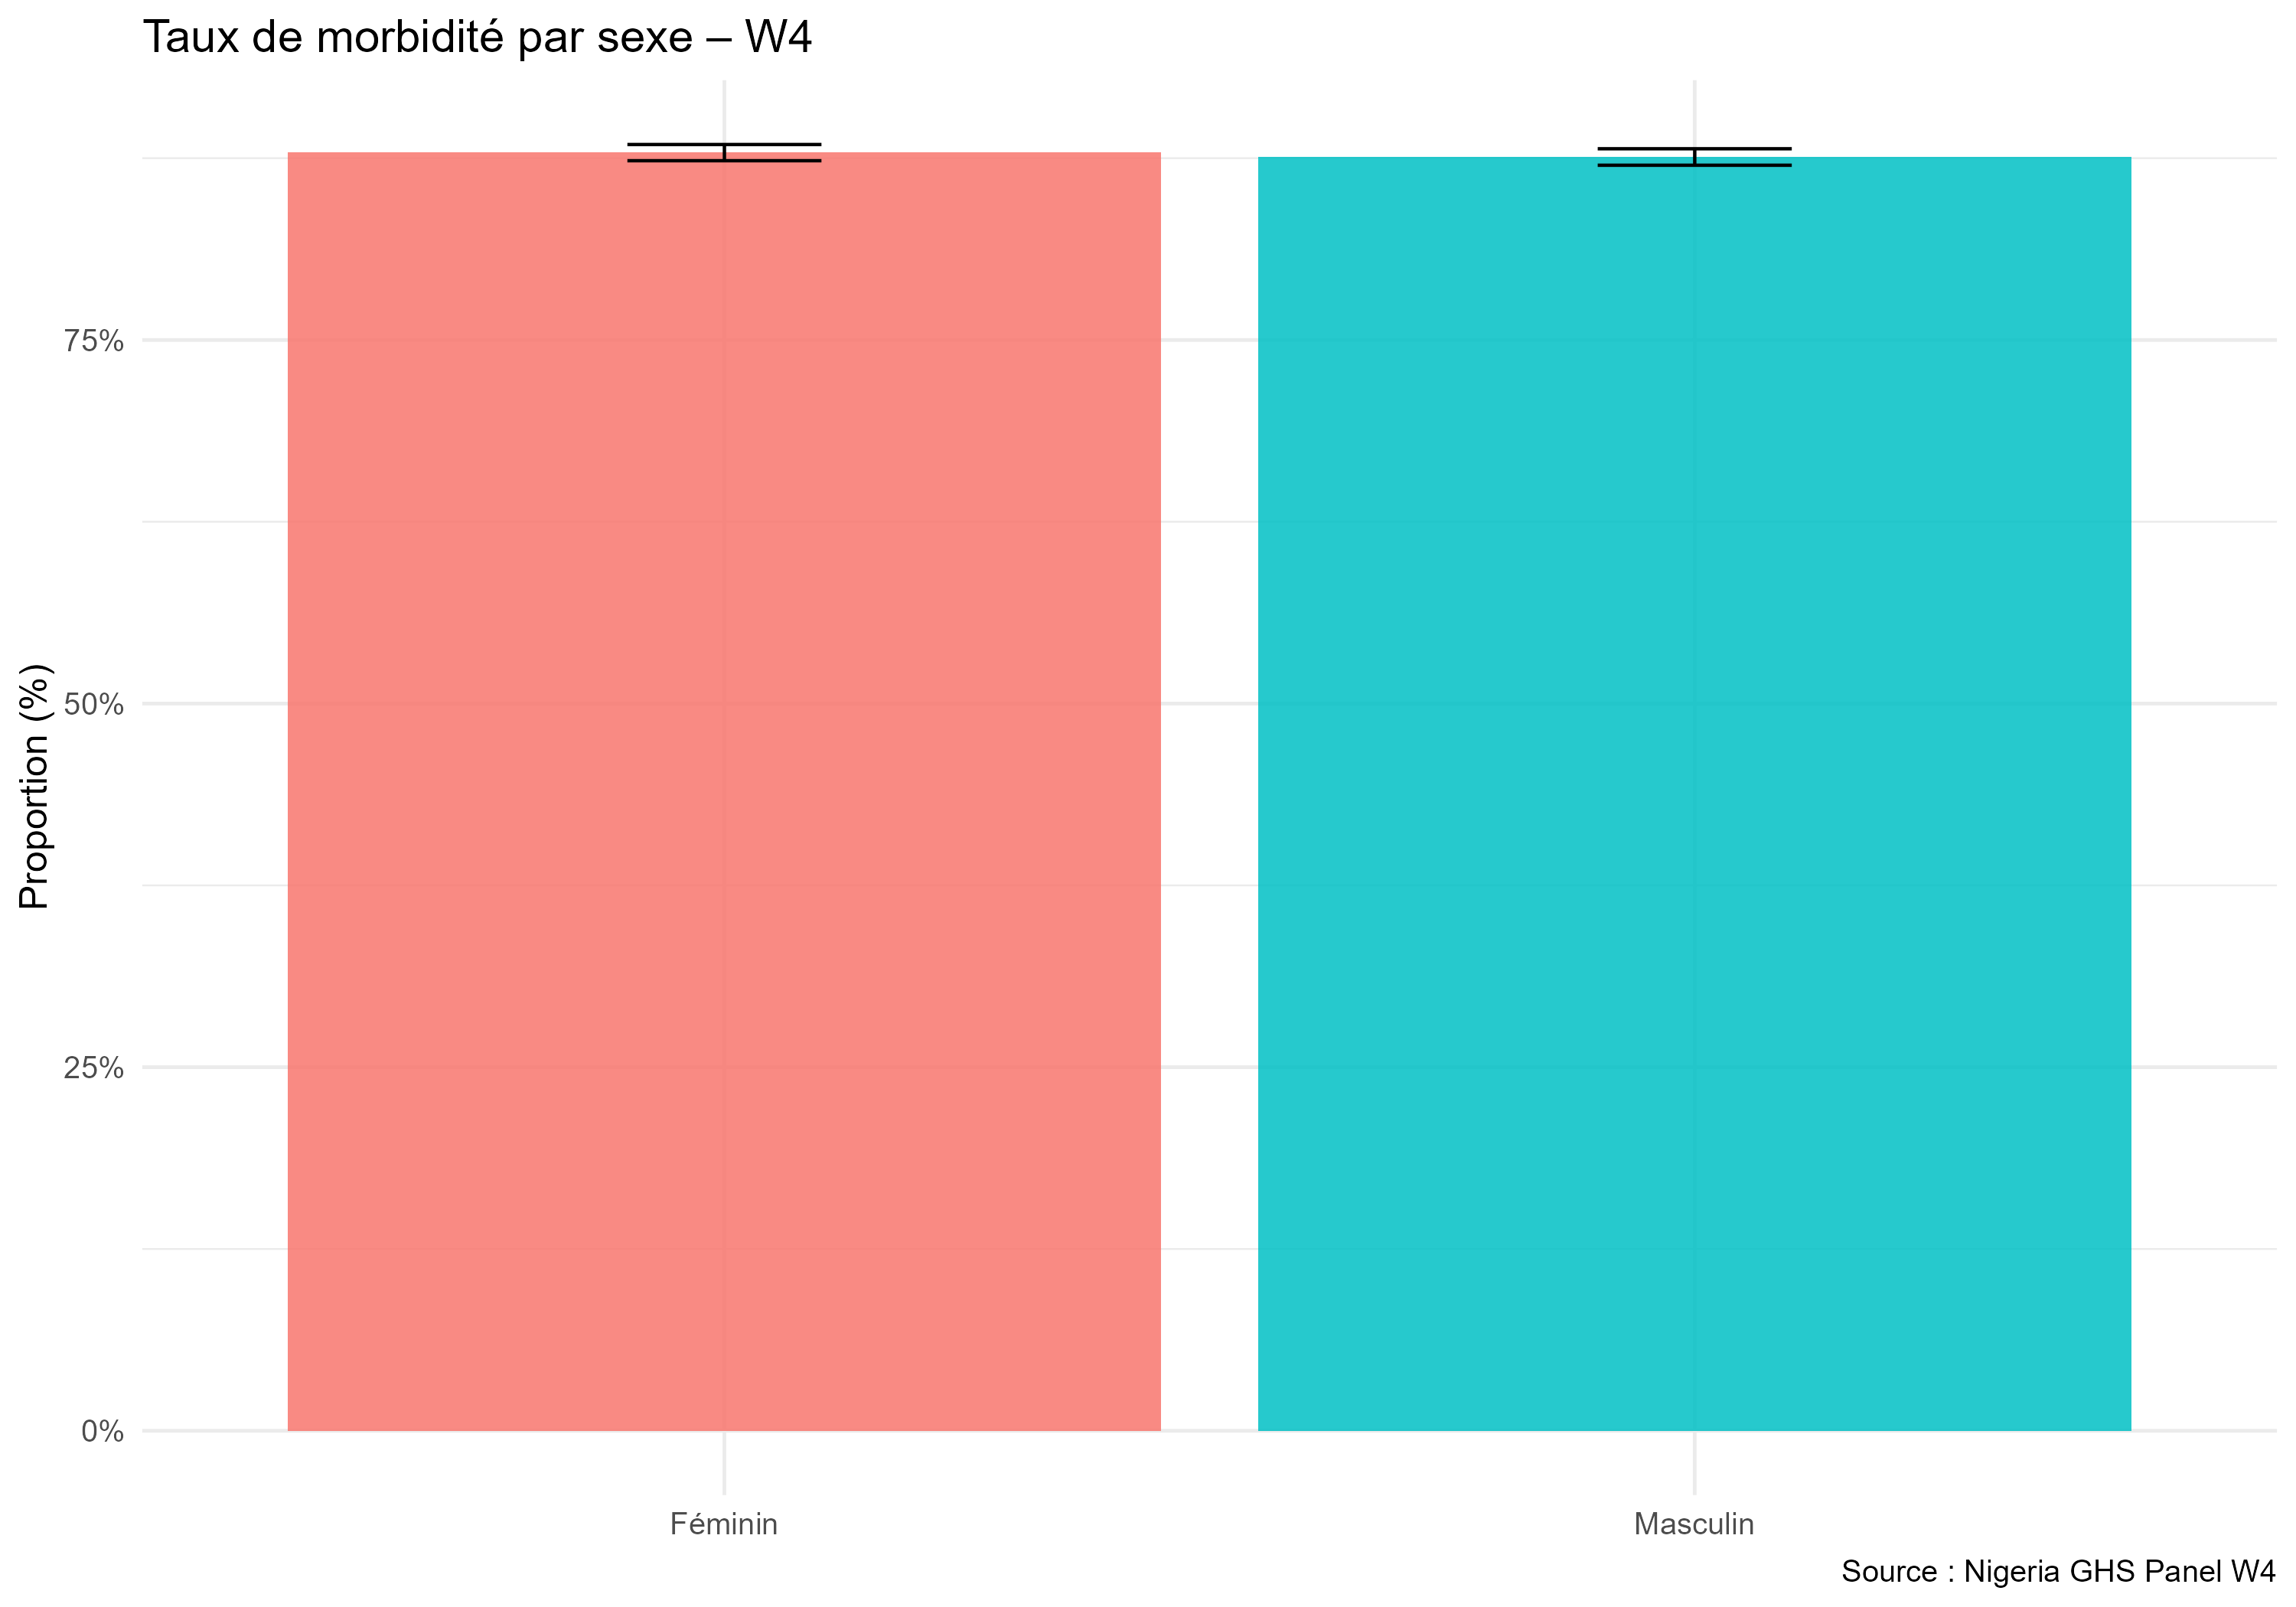 Taux de morbidité par sexe – W4
Proportion (%)
75%
50%
25%
0%
Féminin
Masculin
Source : Nigeria GHS Panel W4